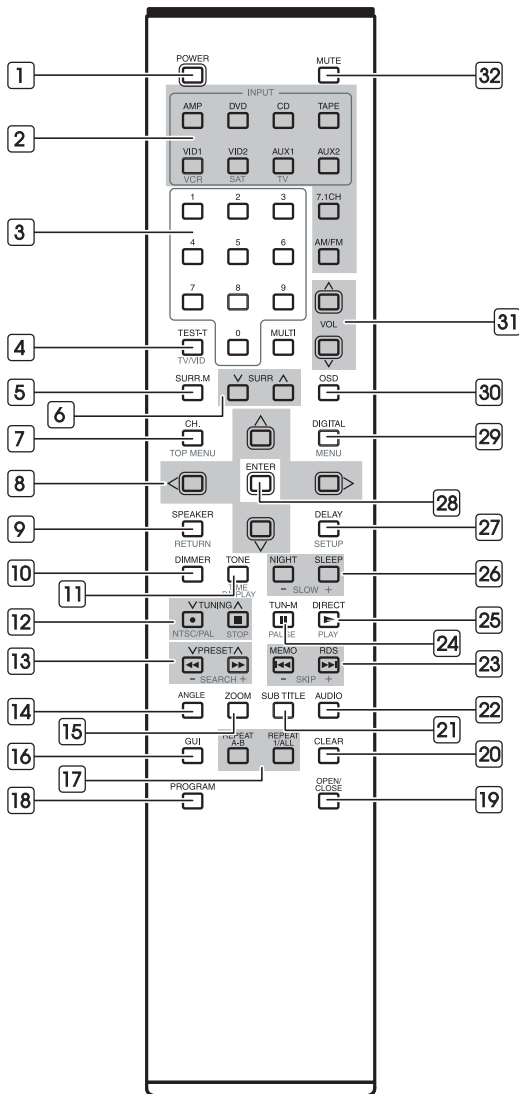 POWER MUTE
1 32
INPUT
AMP DVD CD TAPE
2
VID1 VID2 AUX1 AUX2
VCR SAT TV
1 2 3 7.1CH
3
4 5 6 AM/FM
7 8 9
VOL 31
4 TEST-T 0 MULTI
TV/VID
5 SURR.M SURR OSD 30
6
7 CH. DIGITAL 29
TOP MENU MENU
8 ENTER
28
9 SPEAKER DELAY 27
RETURN SETUP
10 DIMMER TONE NIGHT SLEEP 26
11 TIME DISPLAY - SLOW +
12 TUNING TUN-M DIRECT 25
NTSC/PAL STOP PAUSE PLAY
24
13 PRESET MEMO RDS 23
- SEARCH + - SKIP +
14 ANGLE ZOOM SUB TITLE AUDIO 22
15 21
16 GUI REPEAT A-B REPEAT 1/ALL CLEAR 20
17
18 PROGRAM OPEN/CLOSE 19